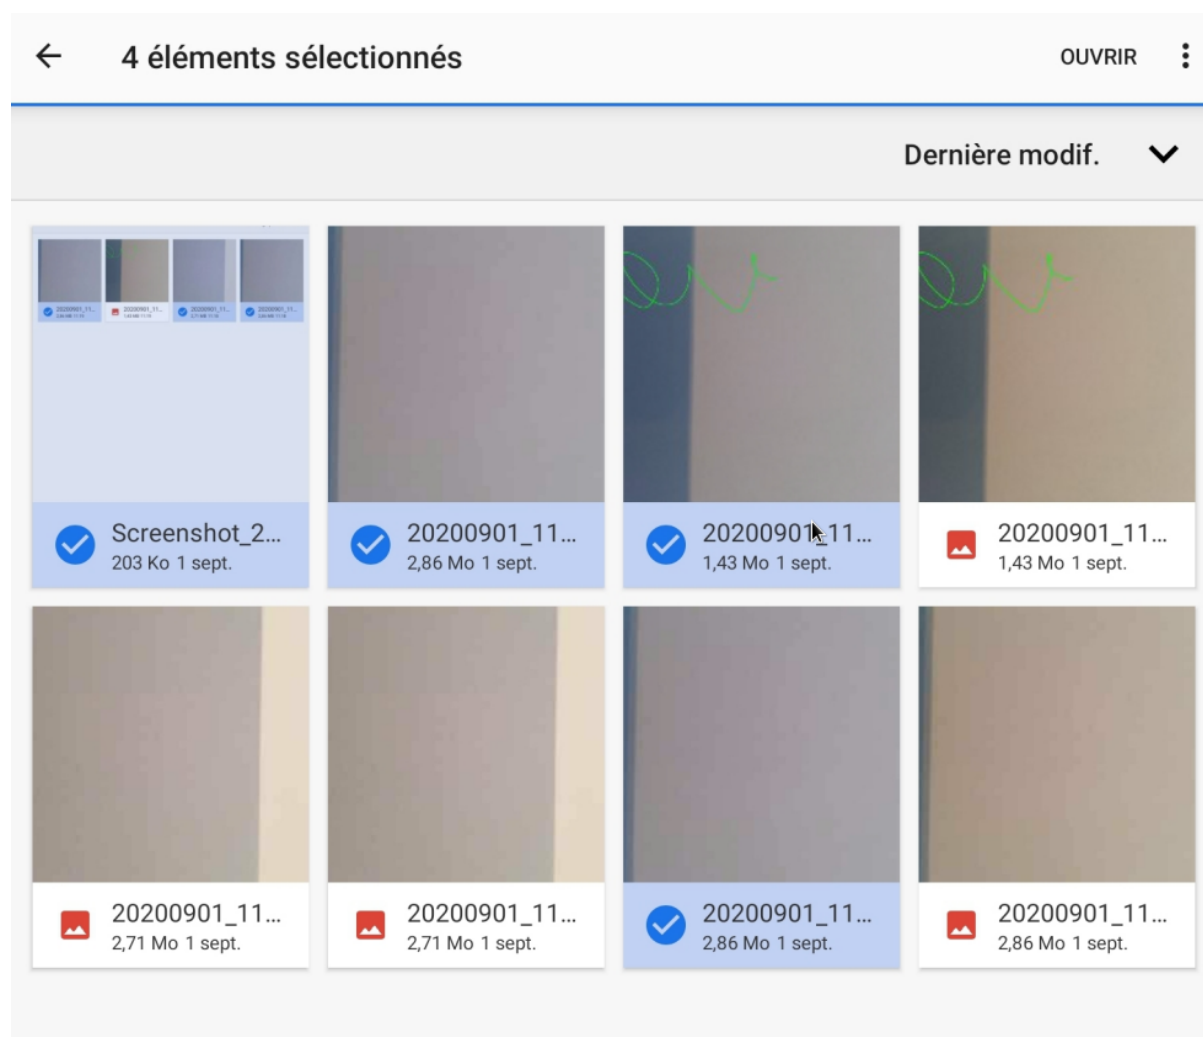 4 éléments sélectionnés OUVRIR
Dernière modif.
Screenshot_2... 20200901_11... 20200901_11... 20200901_11...
203 Ko 1 sept. 2,86 Mo 1 sept. 1,43 Mo 1 sept. 1,43 Mo 1 sept.
20200901_11... 20200901_11... 20200901_11... 20200901_11...
2,71 Mo 1 sept. 2,71 Mo 1 sept. 2,86 Mo 1 sept. 2,86 Mo 1 sept.